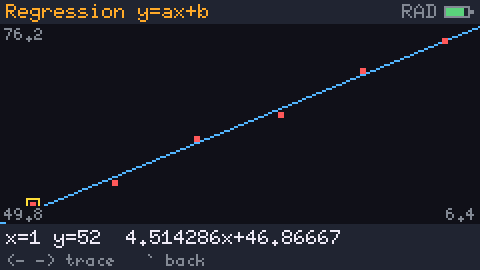 Regression y=ax+b RAD
76.2
49.8 6.4
x=1 y=52 4.514286x+46.86667
<- -> trace ` back